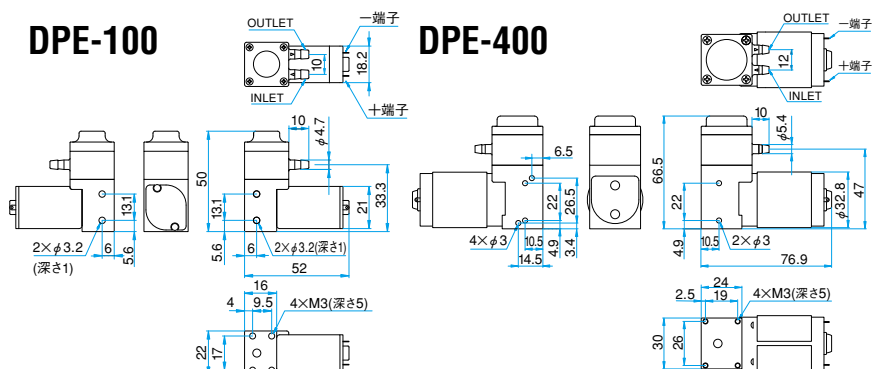 DPE-100
OUTLET
一端子
10
18.2
INLET
十端子
10
φ4.7
50
13.1
2×φ3.2
(深さ1)
6
5.6
13.1
5.6
6
2×φ3.2(深さ1)
21
33.3
52
16
4
9.5
4×M3(深さ5)
22
17
DPE-400
OUTLET
一端子
12
十端子
INLET
6.5
22
26.5
4×φ3
10.5
14.5
4.9
3.4
10
φ5.4
66.5
22
4.9
10.5
2×φ3
φ32.8
47
76.9
24
2.5
19
4×M3(深さ5)
30
26